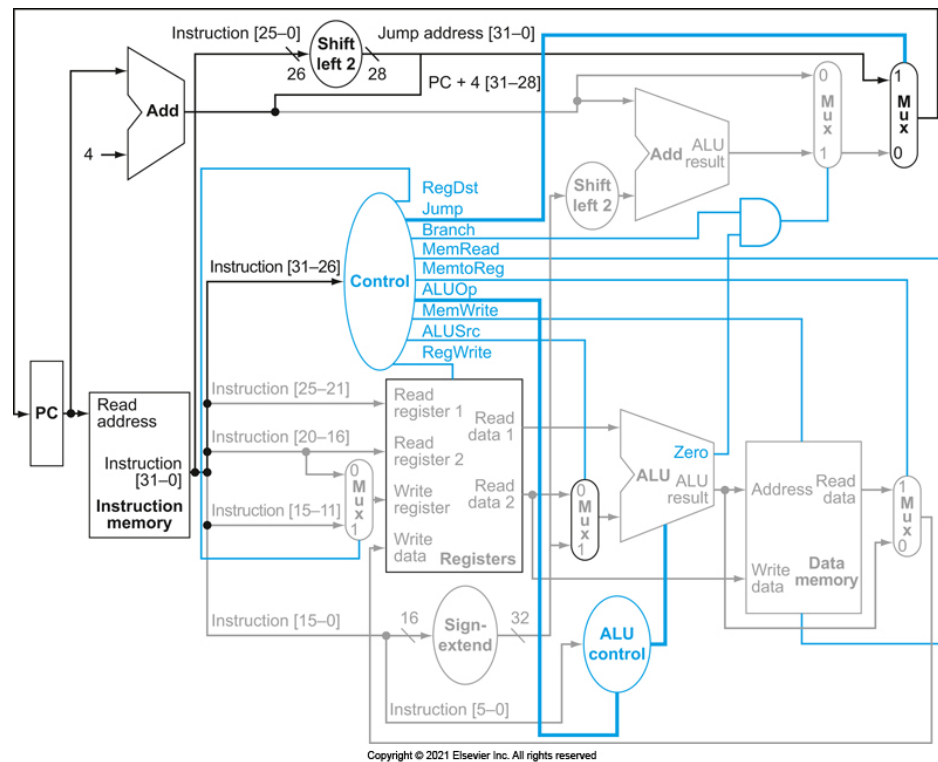 Instruction [25–0]
Shift
left 2
Jump address [31–0]
26
28
PC + 4 [31–28]
Add
4
Add
ALU
result
Shift
left 2
0
Mux
1
1
Mux
0
RegDst
Jump
Branch
MemRead
MemtoReg
ALUOp
MemWrite
ALUSrc
RegWrite
Instruction [31–26]
Control
PC
Read
address
Instruction
[31–0]
Instruction
memory
Instruction [25–21]
Instruction [20–16]
Instruction [15–11]
0
Mux
1
Read
register 1
Read
register 2
Write
register
Write
data
Read
data 1
Read
data 2
Registers
0
Mux
1
Zero
ALU
ALU
result
Address
Read
data
Write
data
Data
memory
1
Mux
0
Instruction [15–0]
16
Sign-
extend
32
ALU
control
Instruction [5–0]
Copyright © 2021 Elsevier Inc. All rights reserved